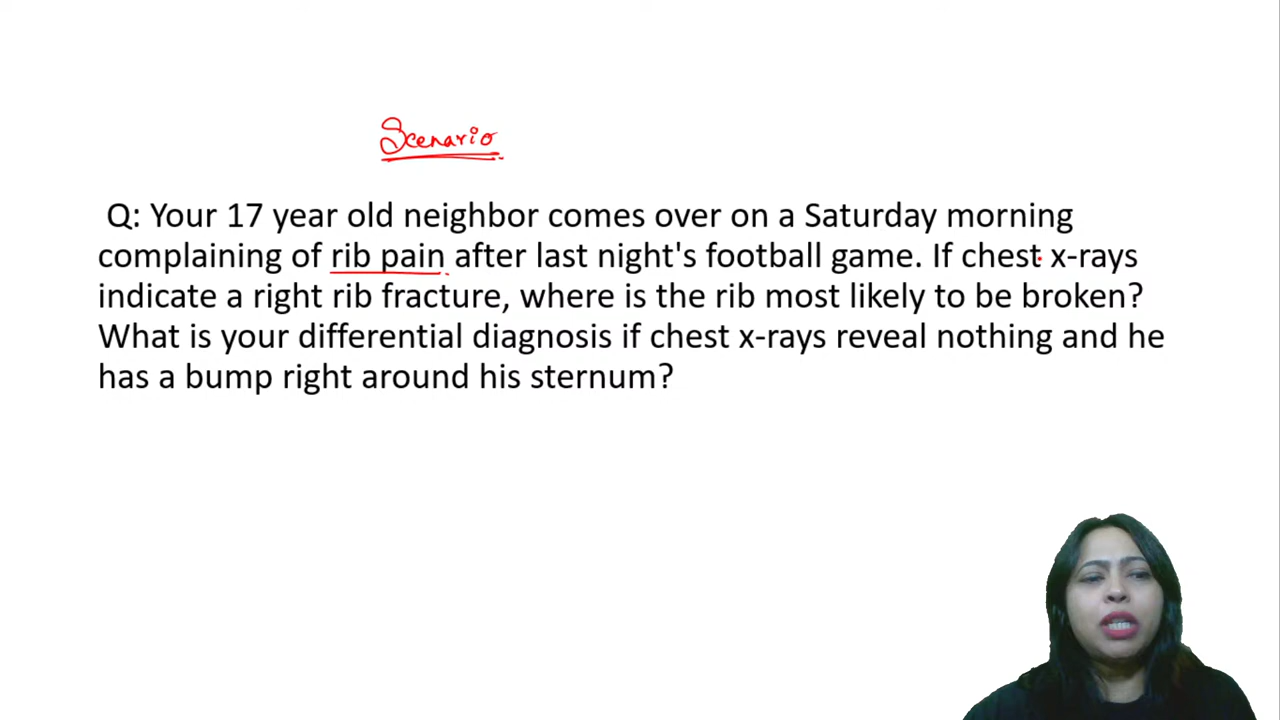 Scenario
Q: Your 17 year old neighbor comes over on a Saturday morning
complaining of rib pain after last night's football game. If chest x-rays
indicate a right rib fracture, where is the rib most likely to be broken?
What is your differential diagnosis if chest x-rays reveal nothing and he
has a bump right around his sternum?